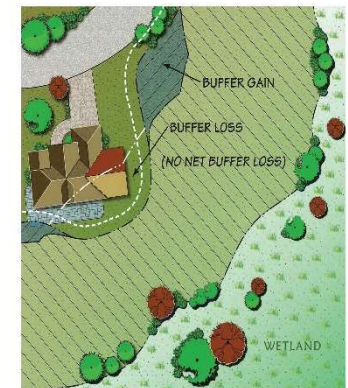 BUFFER GAIN
BUFFER LOSS
(NO NET BUFFER LOSS)
WETLAND